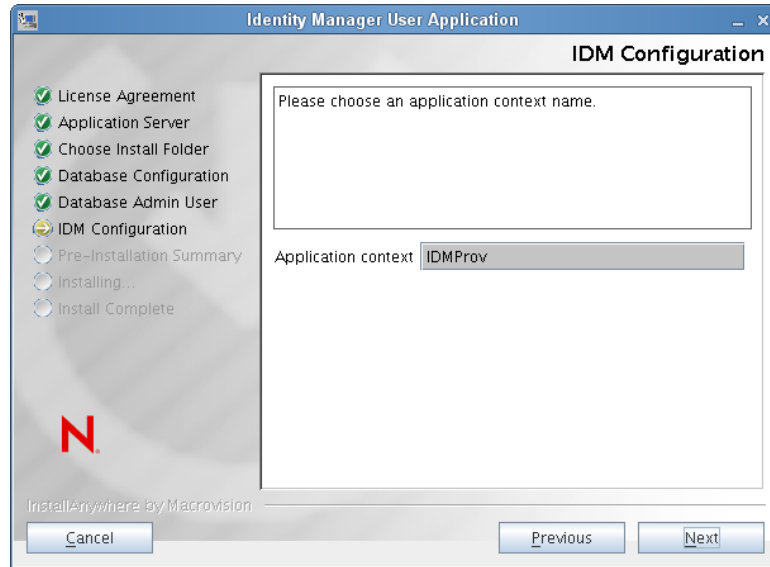 Identity Manager User Application
IDM Configuration
License Agreement
Application Server
Choose Install Folder
Database Configuration
Database Admin User
IDM Configuration
Pre-Installation Summary
Installing...
Install Complete
Please choose an application context name.
Application context IDMProv
N
InstallAnywhere by Macrovision
Cancel
Previous
Next